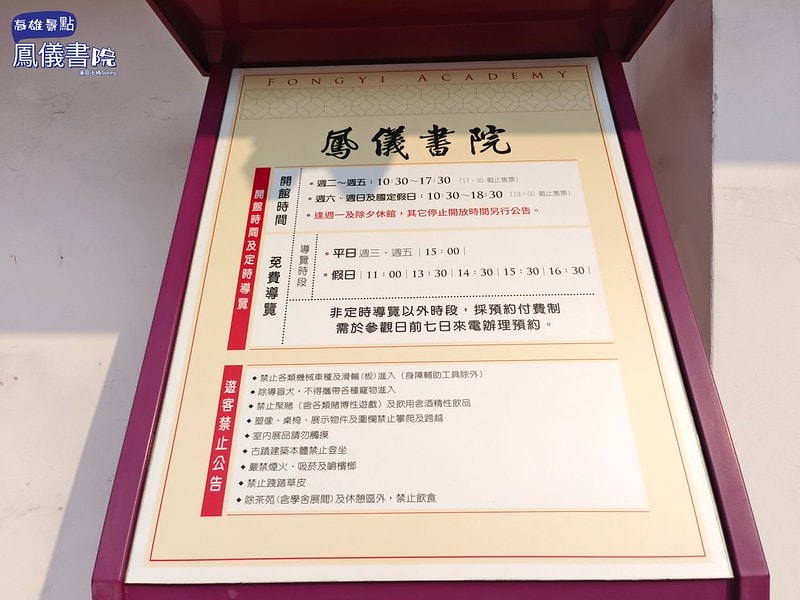 高雄景點
鳳儀書院
FONGYI ACADEMY
鳳儀書院
開館時間及定時導覽
開館時間
• 週二~週五：10:30~17:30（17：00 截止售票）
• 週六、週日及國定假日：10:30~18:30（18：00 截止售票）
• 逢週一及除夕休館，其它停止開放時間另行公告。
免費導覽
導覽時段
• 平日 週三、週五｜15:00｜
• 假日｜11:00｜13:30｜14:30｜15:30｜16:30｜
非定時導覽以外時段，採預約付費制
需於參觀日前七日來電辦理預約。
遊客禁止公告
◆禁止各類機械車種及滑輪(板)進入（身障輔助工具除外）
◆除導盲犬，不得攜帶各種寵物進入
◆禁止聚賭（含各類賭博性遊戲）及飲用含酒精性飲品
◆塑像、桌椅、展示物件及圍欄禁止攀爬及跨越
◆室內展品請勿觸摸
◆古蹟建築本體禁止登坐
◆嚴禁煙火、吸菸及嚼檳榔
◆禁止踐踏草皮
◆除茶苑(含學舍展間)及休憩區外，禁止飲食